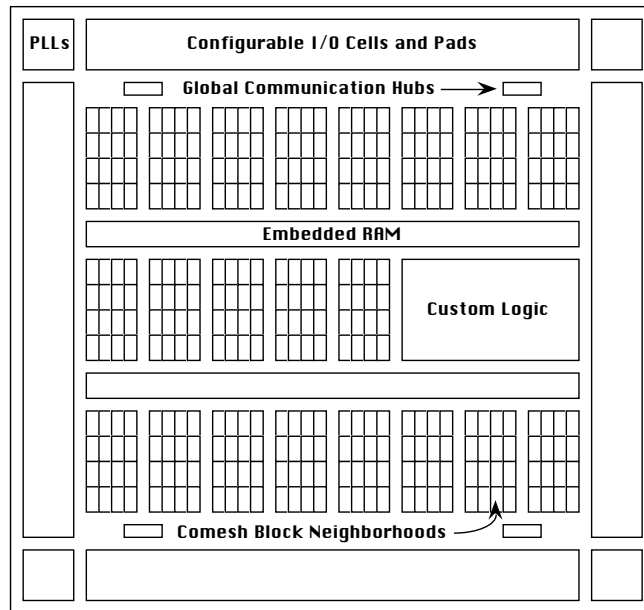 PLLs
Configurable I/O Cells and Pads
Global Communication Hubs
Embedded RAM
Custom Logic
Comesh Block Neighborhoods